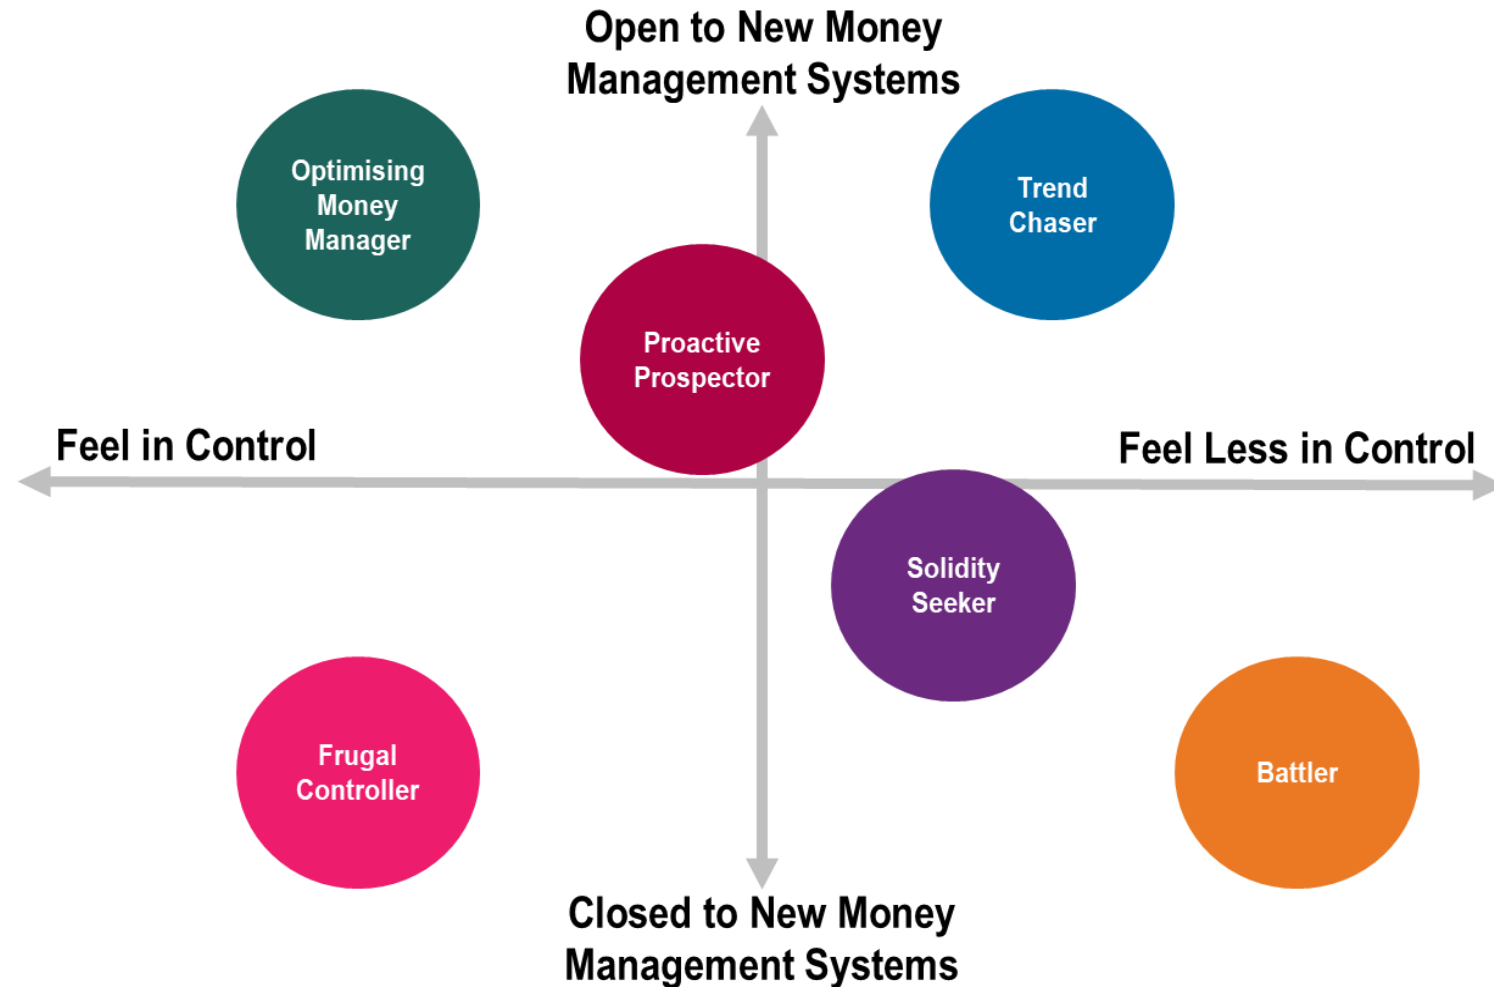 Open to New Money
Management Systems
Optimising
Money
Manager
Trend
Chaser
Proactive
Prospector
Feel in Control
Feel Less in Control
Solidity
Seeker
Frugal
Controller
Battler
Closed to New Money
Management Systems